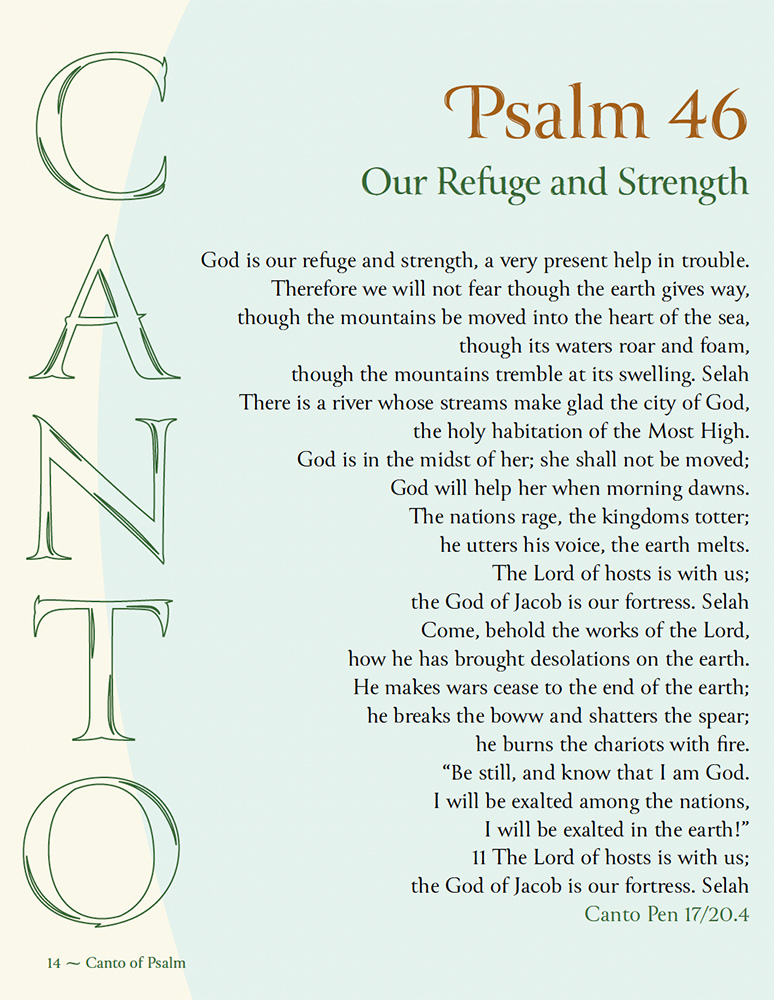 CANTO
Psalm 46
Our Refuge and Strength
God is our refuge and strength, a very present help in trouble.
Therefore we will not fear though the earth gives way,
though the mountains be moved into the heart of the sea,
though its waters roar and foam,
though the mountains tremble at its swelling. Selah
There is a river whose streams make glad the city of God,
the holy habitation of the Most High.
God is in the midst of her; she shall not be moved;
God will help her when morning dawns.
The nations rage, the kingdoms totter;
he utters his voice, the earth melts.
The Lord of hosts is with us;
the God of Jacob is our fortress. Selah
Come, behold the works of the Lord,
how he has brought desolations on the earth.
He makes wars cease to the end of the earth;
he breaks the boww and shatters the spear;
he burns the chariots with fire.
“Be still, and know that I am God.
I will be exalted among the nations,
I will be exalted in the earth!”
11 The Lord of hosts is with us;
the God of Jacob is our fortress. Selah
Canto Pen 17/20.4
14 ~ Canto of Psalm